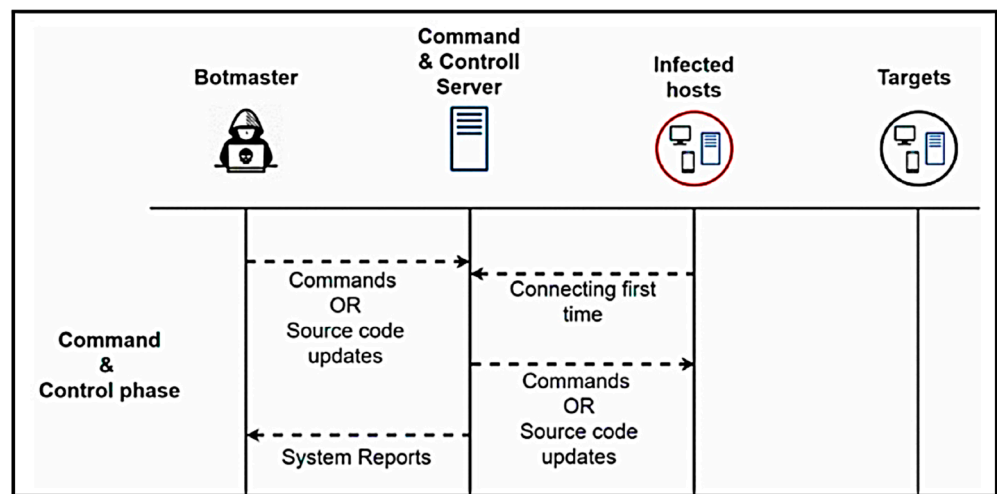 Botmaster
Command
& Controll
Server
Infected
hosts
Targets
Commands
OR
Source code
updates
Connecting first
time
Command
&
Control phase
Commands
OR
Source code
updates
System Reports